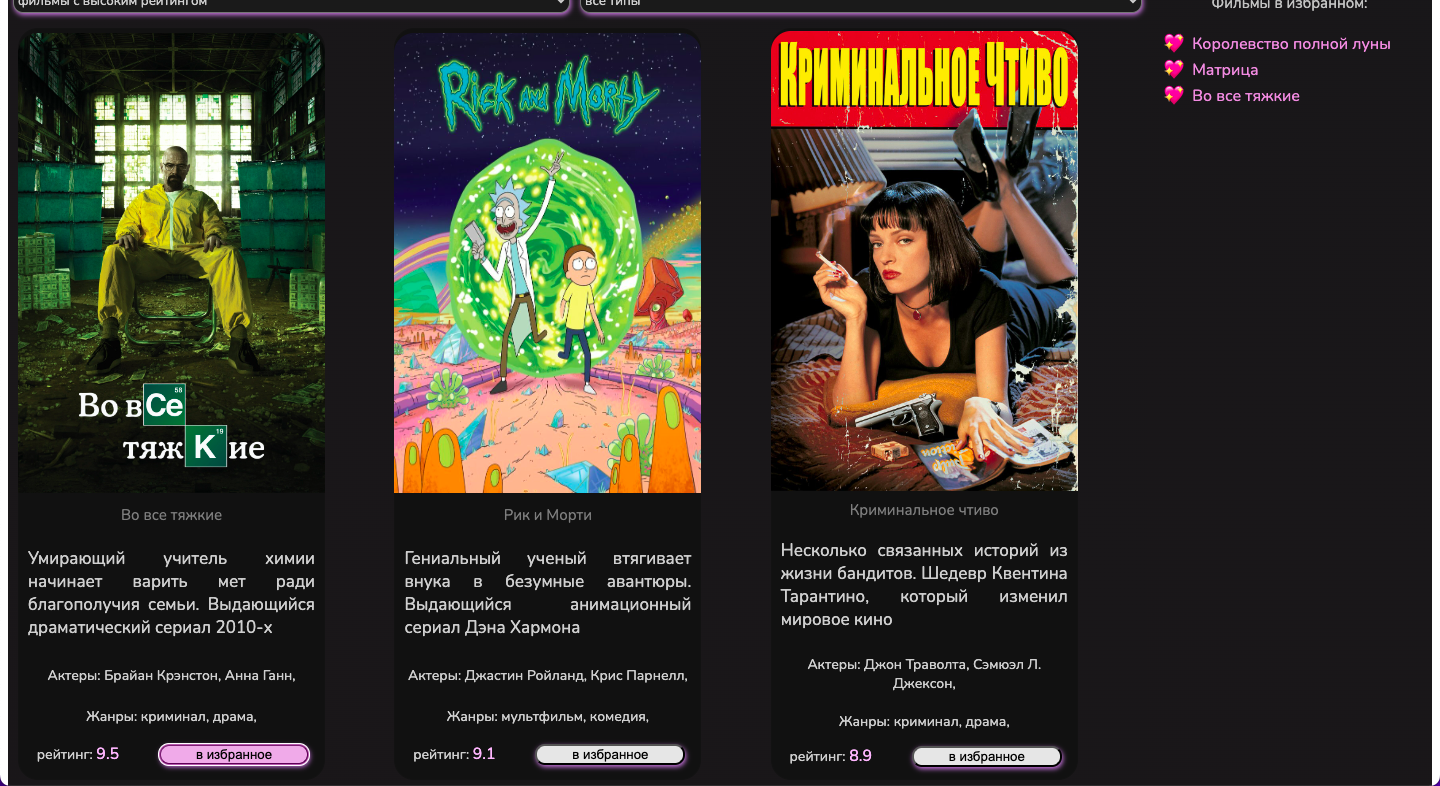 фильмы с высоким рейтингом
все типы
Фильмы в избранном:
💖 Королевство полной луны
💖 Матрица
💖 Во все тяжкие
58
Во вСе
19
тяжКие
Во все тяжкие
Умирающий учитель химии
начинает варить мет ради
благополучия семьи. Выдающийся
драматический сериал 2010-х
Актеры: Брайан Крэнстон, Анна Ганн,
Жанры: криминал, драма,
рейтинг: 9.5
в избранное
Rick and Morty
Рик и Морти
Гениальный ученый втягивает
внука в безумные авантюры.
Выдающийся анимационный
сериал Дэна Хармона
Актеры: Джастин Ройланд, Крис Парнелл,
Жанры: мультфильм, комедия,
рейтинг: 9.1
в избранное
Криминальное Чтиво
Криминальное чтиво
Несколько связанных историй из
жизни бандитов. Шедевр Квентина
Тарантино, который изменил
мировое кино
Актеры: Джон Траволта, Сэмюэл Л.
Джексон,
Жанры: криминал, драма,
рейтинг: 8.9
в избранное